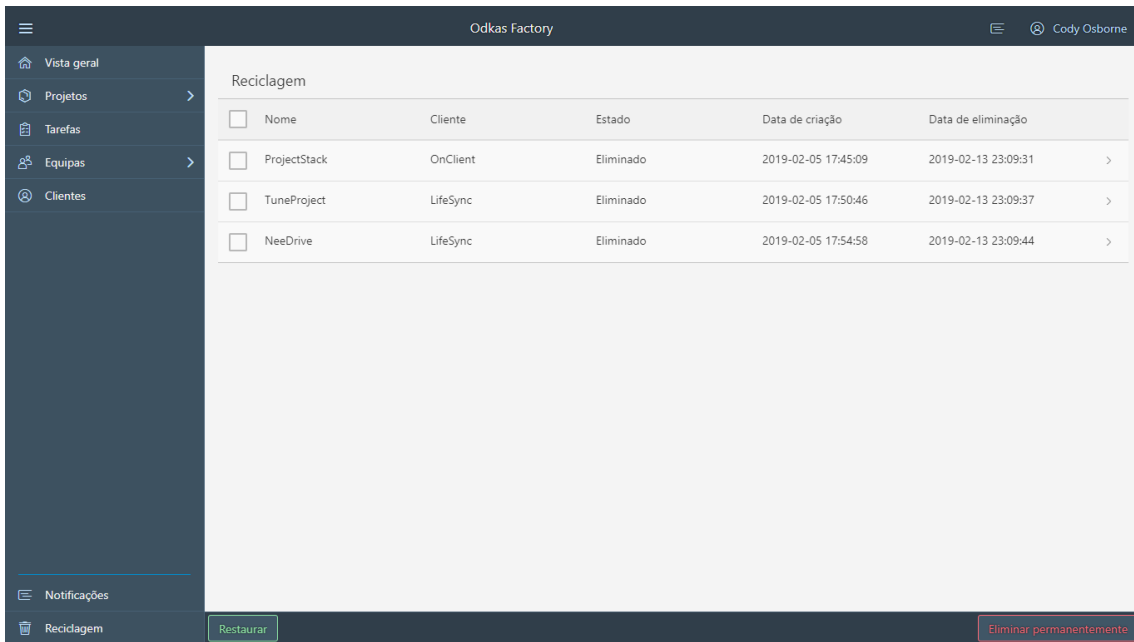 Odkas Factory
Cody Osborne
Vista geral
Projetos
Tarefas
Equipas
Clientes
Notificações
Reciclagem
Reciclagem
Nome Cliente Estado Data de criação Data de eliminação
ProjectStack OnClient Eliminado 2019-02-05 17:45:09 2019-02-13 23:09:31
TuneProject LifeSync Eliminado 2019-02-05 17:50:46 2019-02-13 23:09:37
NeeDrive LifeSync Eliminado 2019-02-05 17:54:58 2019-02-13 23:09:44
Restaurar
Eliminar permanentemente